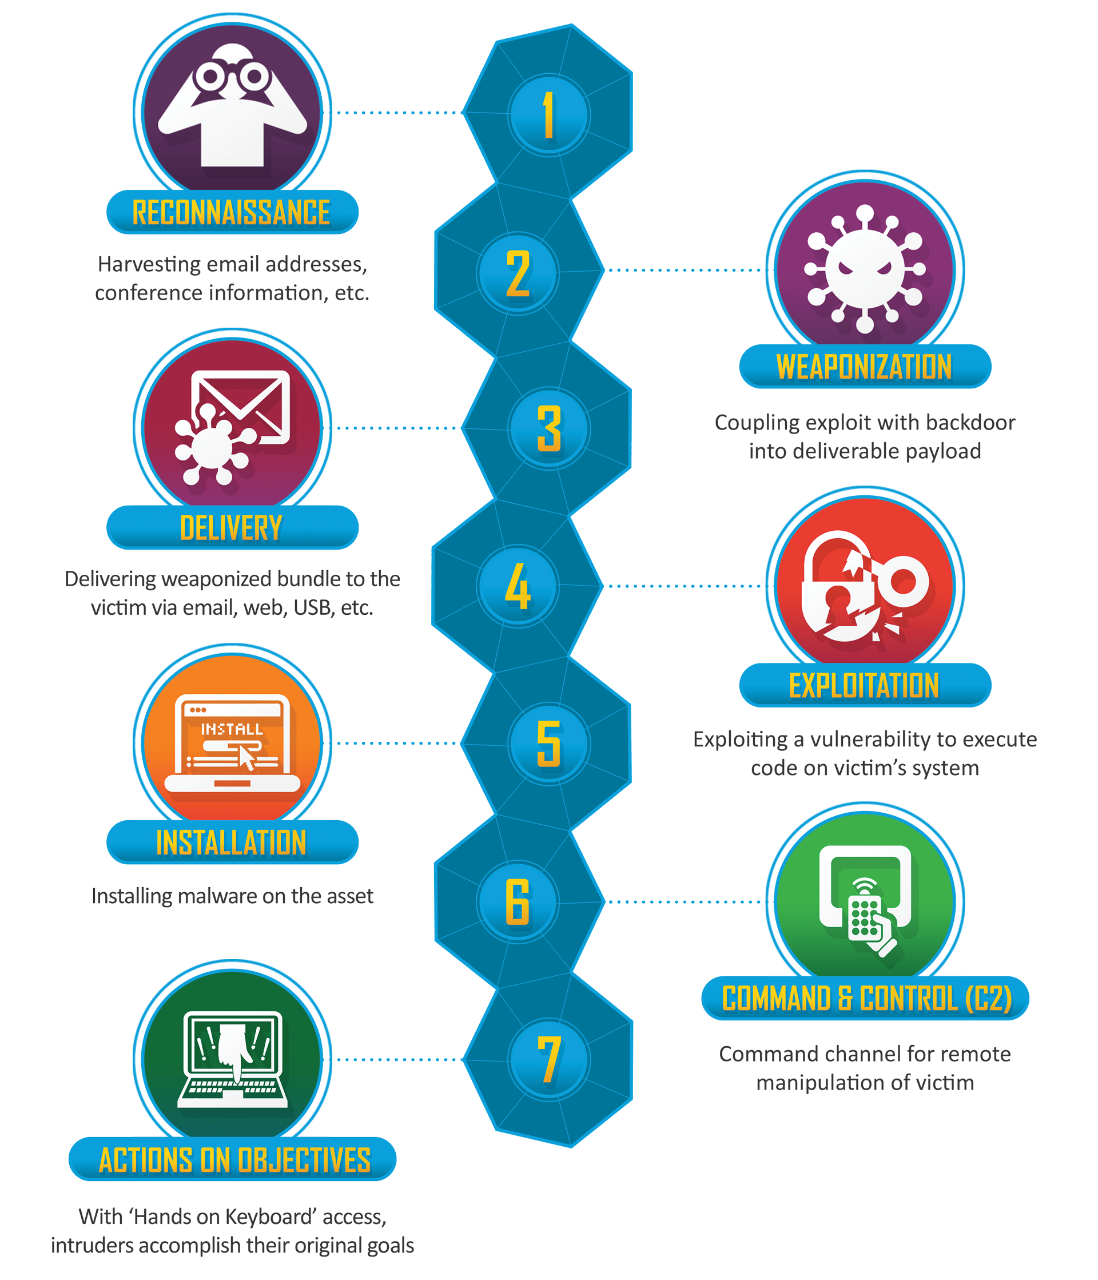 1
RECONNAISSANCE
Harvesting email addresses,
conference information, etc.
2
WEAPONIZATION
Coupling exploit with backdoor
into deliverable payload
3
DELIVERY
Delivering weaponized bundle to the
victim via email, web, USB, etc.
4
EXPLOITATION
Exploiting a vulnerability to execute
code on victim’s system
5
INSTALL
INSTALLATION
Installing malware on the asset
6
COMMAND & CONTROL (C2)
Command channel for remote
manipulation of victim
7
! ! ! !
ACTIONS ON OBJECTIVES
With ‘Hands on Keyboard’ access,
intruders accomplish their original goals